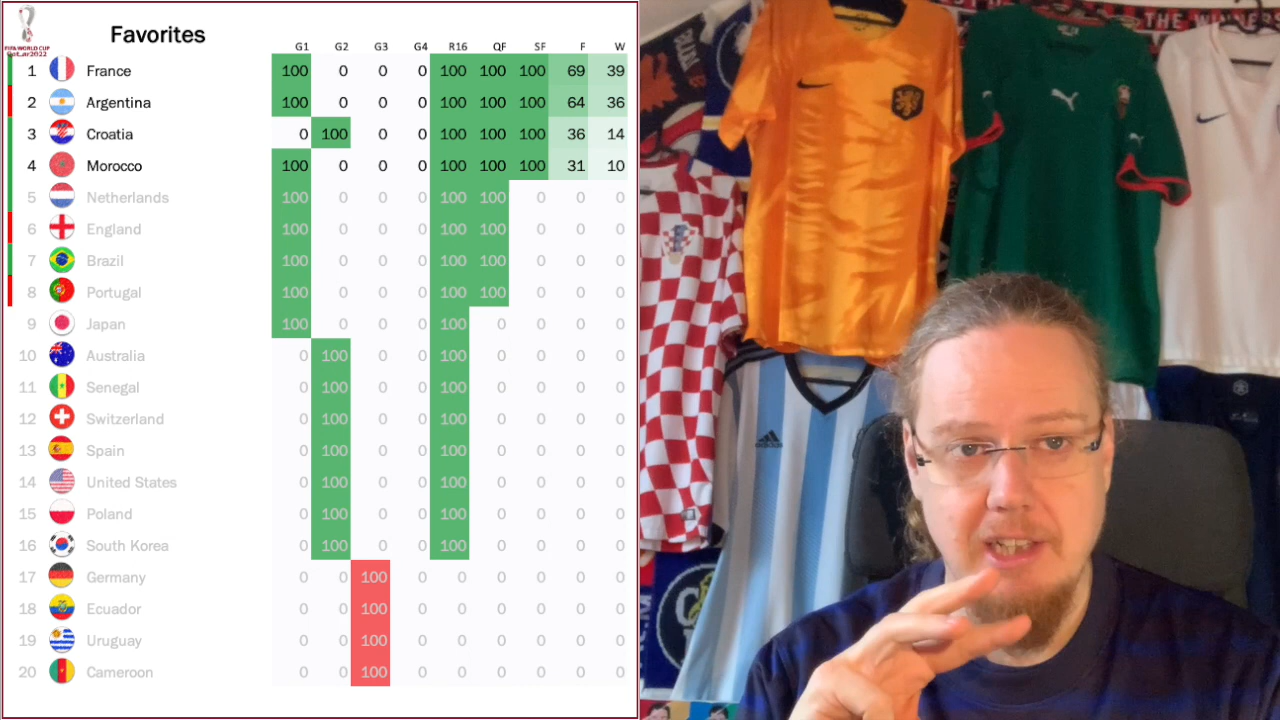 FIFA WORLD CUP
Qatar2022
Favorites
G1 G2 G3 G4 R16 QF SF F W
1 France 100 0 0 0 100 100 100 69 39
2 Argentina 100 0 0 0 100 100 100 64 36
3 Croatia 0 100 0 0 100 100 100 36 14
4 Morocco 100 0 0 0 100 100 100 31 10
5 Netherlands 100 0 0 0 100 100 0 0 0
6 England 100 0 0 0 100 100 0 0 0
7 Brazil 100 0 0 0 100 100 0 0 0
8 Portugal 100 0 0 0 100 100 0 0 0
9 Japan 100 0 0 0 100 0 0 0 0
10 Australia 0 100 0 0 100 0 0 0 0
11 Senegal 0 100 0 0 100 0 0 0 0
12 Switzerland 0 100 0 0 100 0 0 0 0
13 Spain 0 100 0 0 100 0 0 0 0
14 United States 0 100 0 0 100 0 0 0 0
15 Poland 0 100 0 0 100 0 0 0 0
16 South Korea 0 100 0 0 100 0 0 0 0
17 Germany 0 0 100 0 0 0 0 0 0
18 Ecuador 0 0 100 0 0 0 0 0 0
19 Uruguay 0 0 100 0 0 0 0 0 0
20 Cameroon 0 0 100 0 0 0 0 0 0
THE WINNERS